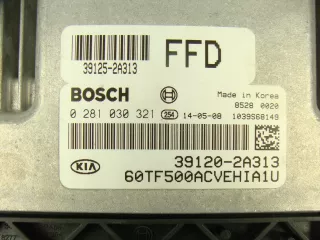 39125-2A313
FFD
BOSCH
Made in Korea
8528 0020
0 281 030 321 254 14-05-08 1039S68149
KIA
39120-2A313
60TF500ACVEHIA1U